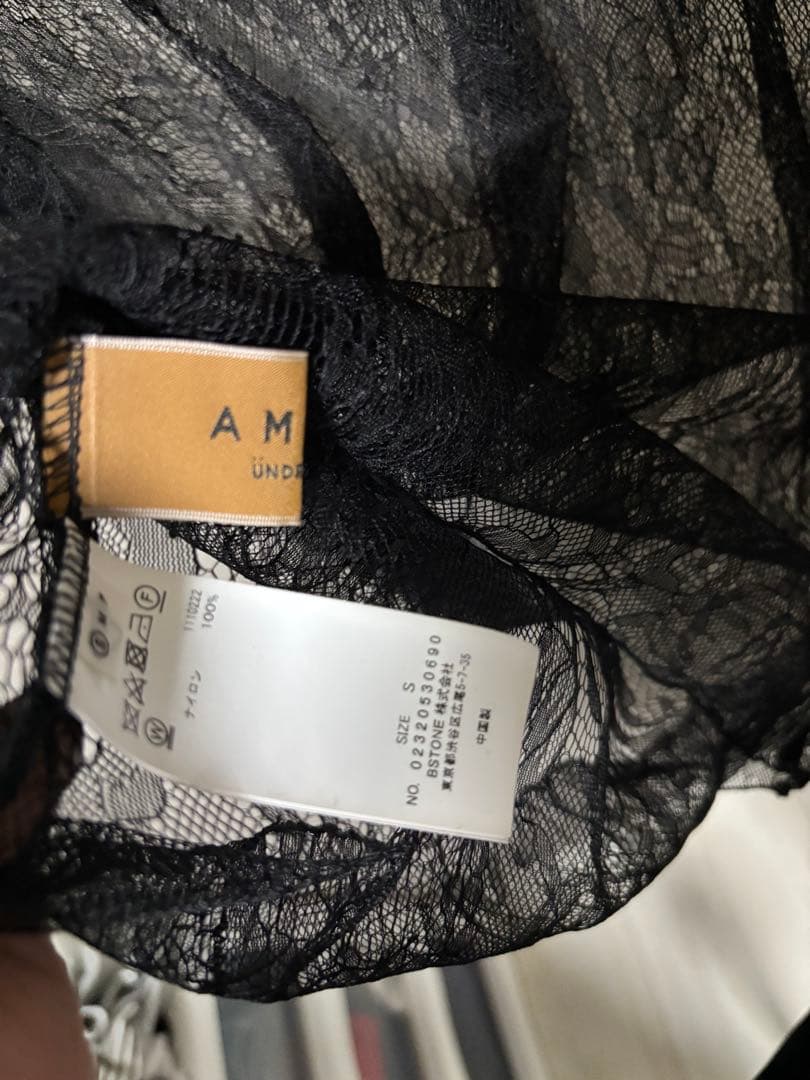 AM
ÜNDR
T110222
ナイロン 100%
SIZE S
NO. 02320530690
BSTONE 株式会社
東京都渋谷区広尾5-7-35
中国製